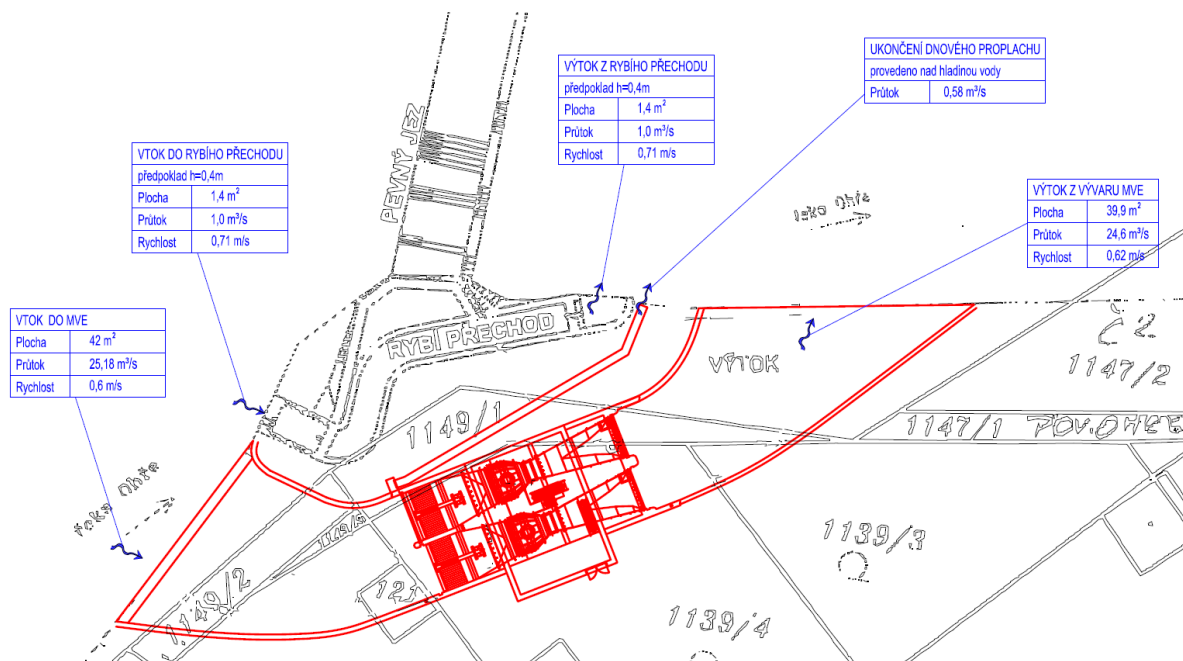 UKONČENÍ DNOVÉHO PROPLACHU
provedeno nad hladinou vody
Průtok 0,58 m³/s
VÝTOK Z RYBÍHO PŘECHODU
předpoklad h=0,4m
Plocha 1,4 m²
Průtok 1,0 m³/s
Rychlost 0,71 m/s
PEVNÝ JEZ
VTOK DO RYBÍHO PŘECHODU
předpoklad h=0,4m
Plocha 1,4 m²
Průtok 1,0 m³/s
Rychlost 0,71 m/s
VÝTOK Z VÝVARU MVE
Plocha 39,9 m²
Průtok 24,6 m³/s
Rychlost 0,62 m/s
VTOK DO MVE
Plocha 42 m²
Průtok 25,18 m³/s
Rychlost 0,6 m/s
RYBÍ PŘECHOD
VÝTOK
1147/2
1149/1
1147/1 POV.OHŘE
řeka Ohře
1139/3
1149/2
121
1139/4